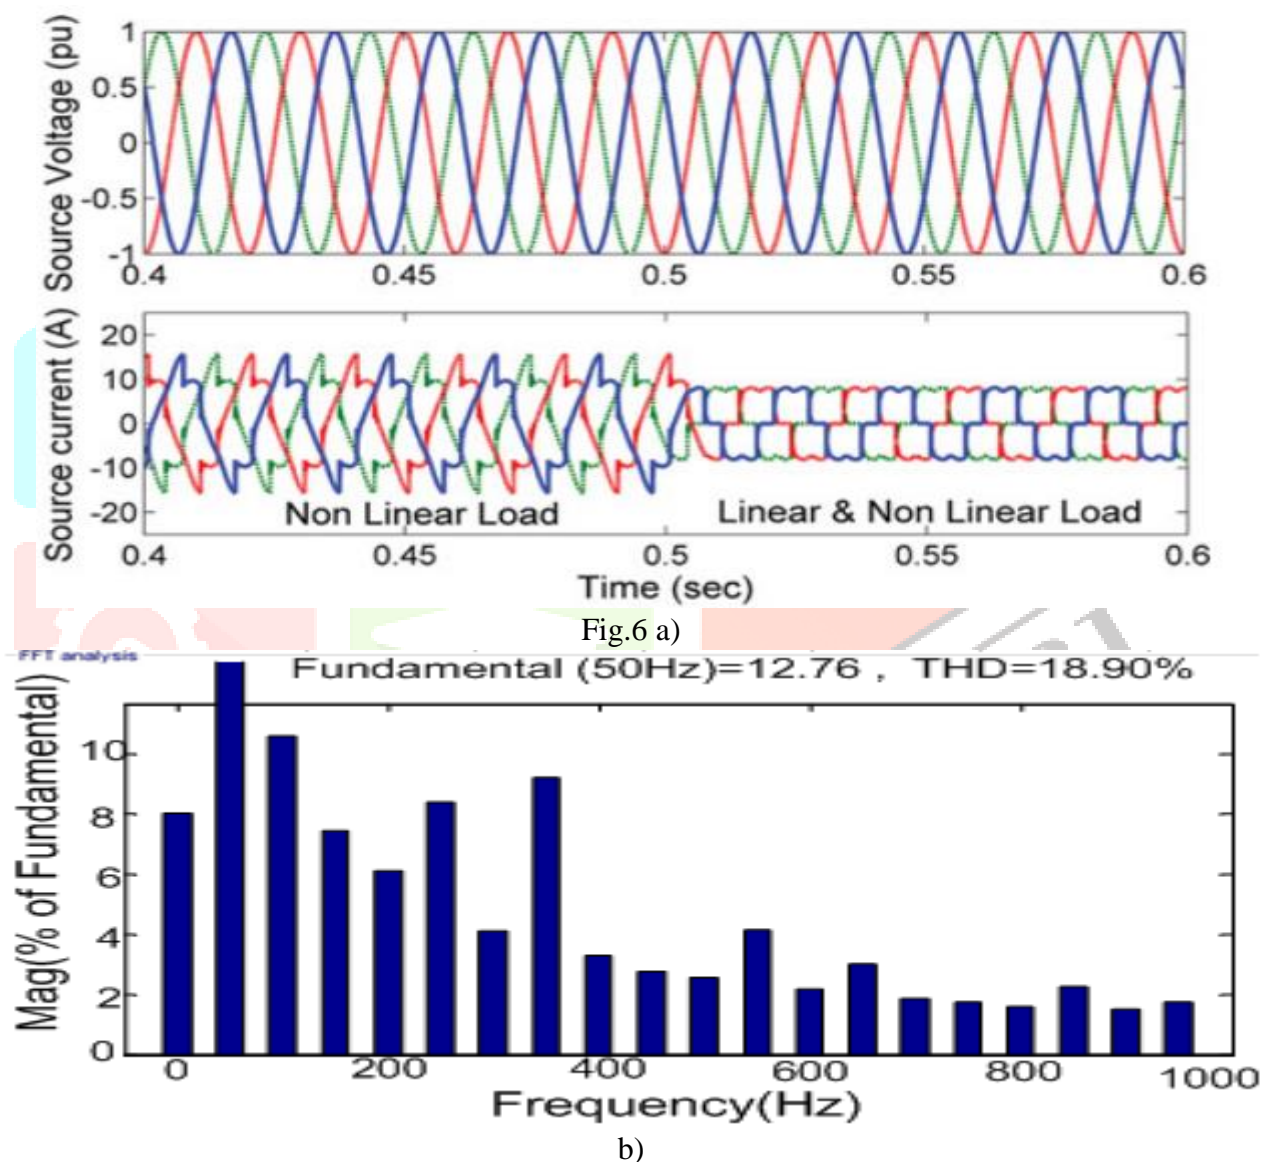 Source Voltage (pu)
1
0.5
0
-0.5
-1
0.4 0.45 0.5 0.55 0.6
Source current (A)
20
10
0
-10
-20
Non Linear Load Linear & Non Linear Load
0.4 0.45 0.5 0.55 0.6
Time (sec)
Fig.6 a)
FFT analysis
Fundamental (50Hz)=12.76 , THD=18.90%
Mag(% of Fundamental)
10
8
6
4
2
0
0 200 400 600 800 1000
Frequency(Hz)
b)